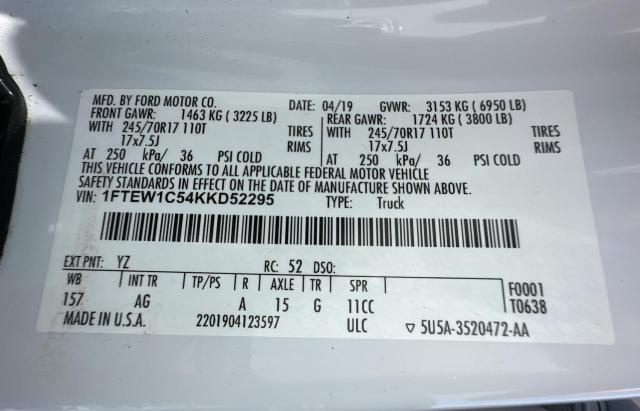 MFD. BY FORD MOTOR CO. DATE: 04/19 GVWR: 3153 KG ( 6950 LB)
FRONT GAWR: 1463 KG ( 3225 LB) REAR GAWR: 1724 KG ( 3800 LB)
WITH 245/70R17 110T TIRES WITH 245/70R17 110T TIRES
17x7.5J RIMS 17x7.5J RIMS
AT 250 kPa/ 36 PSI COLD AT 250 kPa/ 36 PSI COLD
THIS VEHICLE CONFORMS TO ALL APPLICABLE FEDERAL MOTOR VEHICLE
SAFETY STANDARDS IN EFFECT ON THE DATE OF MANUFACTURE SHOWN ABOVE.
VIN: 1FTEW1C54KKD52295 TYPE: Truck
EXT PNT: YZ RC: 52 DSO:
WB INT TR TP/PS R AXLE TR SPR F0001
157 AG A 15 G 11CC T0638
MADE IN U.S.A. 2201904123597 ULC ▽ 5U5A-3520472-AA